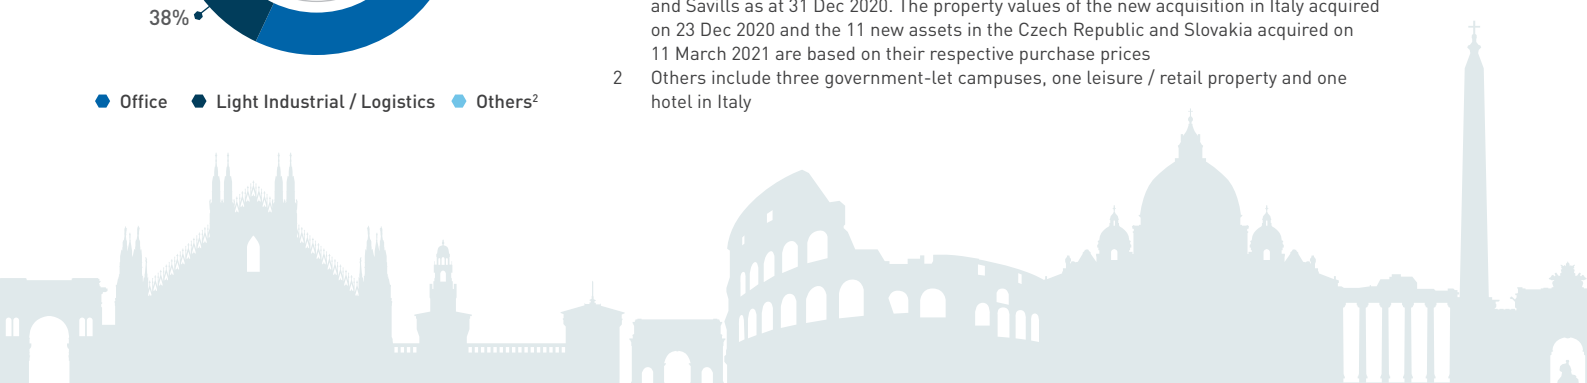 38%
Office Light Industrial / Logistics Others²
and Savills as at 31 Dec 2020. The property values of the new acquisition in Italy acquired
on 23 Dec 2020 and the 11 new assets in the Czech Republic and Slovakia acquired on
11 March 2021 are based on their respective purchase prices
2 Others include three government-let campuses, one leisure / retail property and one
hotel in Italy